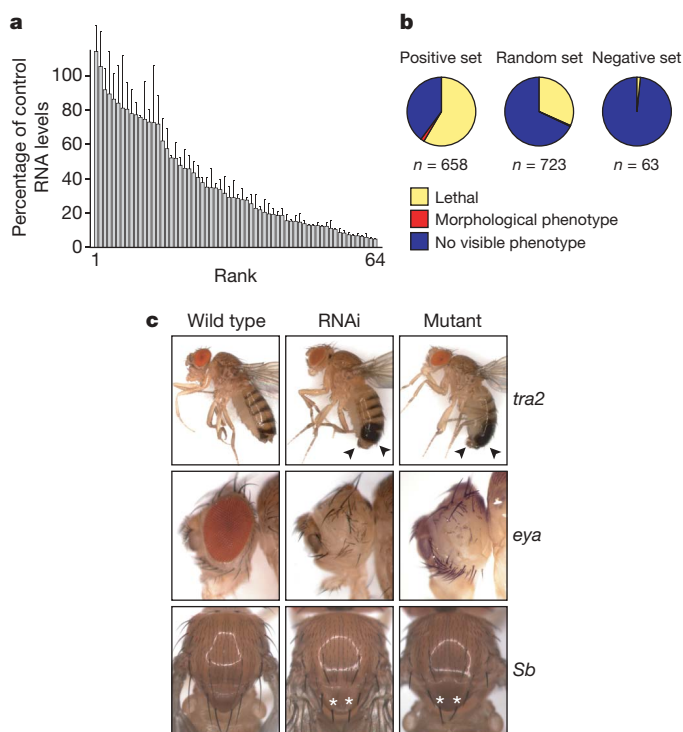 a
Percentage of control
RNA levels
100
80
60
40
20
0
1
64
Rank
b
Positive set Random set Negative set
n = 658 n = 723 n = 63
Lethal
Morphological phenotype
No visible phenotype
c
Wild type RNAi Mutant
tra2
eya
* * * *
Sb